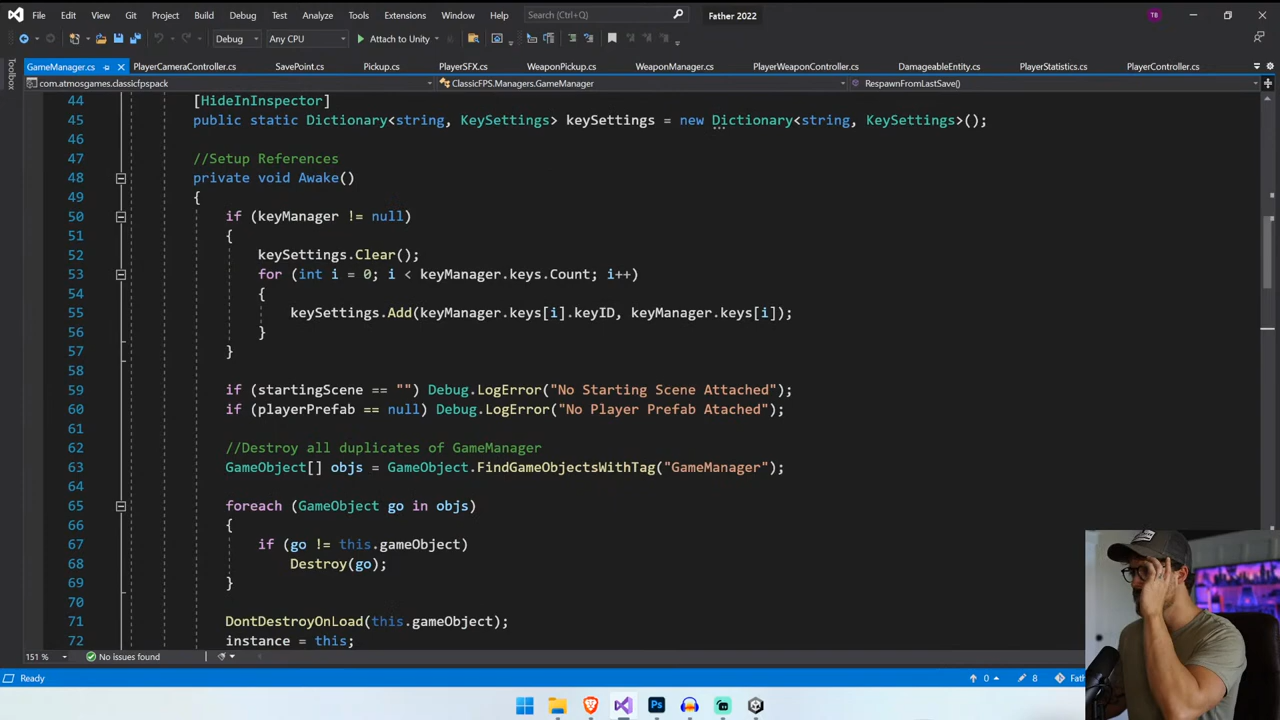 File Edit View Git Project Build Debug Test Analyze Tools Extensions Window Help Search (Ctrl+Q) Father 2022 TB
Debug Any CPU Attach to Unity
GameManager.cs PlayerCameraController.cs SavePoint.cs Pickup.cs PlayerSFX.cs WeaponPickup.cs WeaponManager.cs PlayerWeaponController.cs DamageableEntity.cs PlayerStatistics.cs PlayerController.cs
Toolbox
com.atmosgames.classicfpspack ClassicFPS.Managers.GameManager RespawnFromLastSave()
44 [HideInInspector]
45 public static Dictionary<string, KeySettings> keySettings = new Dictionary<string, KeySettings>();
46
47 //Setup References
48 private void Awake()
49 {
50 if (keyManager != null)
51 {
52 keySettings.Clear();
53 for (int i = 0; i < keyManager.keys.Count; i++)
54 {
55 keySettings.Add(keyManager.keys[i].keyID, keyManager.keys[i]);
56 }
57 }
58
59 if (startingScene == "") Debug.LogError("No Starting Scene Attached");
60 if (playerPrefab == null) Debug.LogError("No Player Prefab Atached");
61
62 //Destroy all duplicates of GameManager
63 GameObject[] objs = GameObject.FindGameObjectsWithTag("GameManager");
64
65 foreach (GameObject go in objs)
66 {
67 if (go != this.gameObject)
68 Destroy(go);
69 }
70
71 DontDestroyOnLoad(this.gameObject);
72 instance = this;
151 % No issues found
Ready 0 8 Fath
Ps